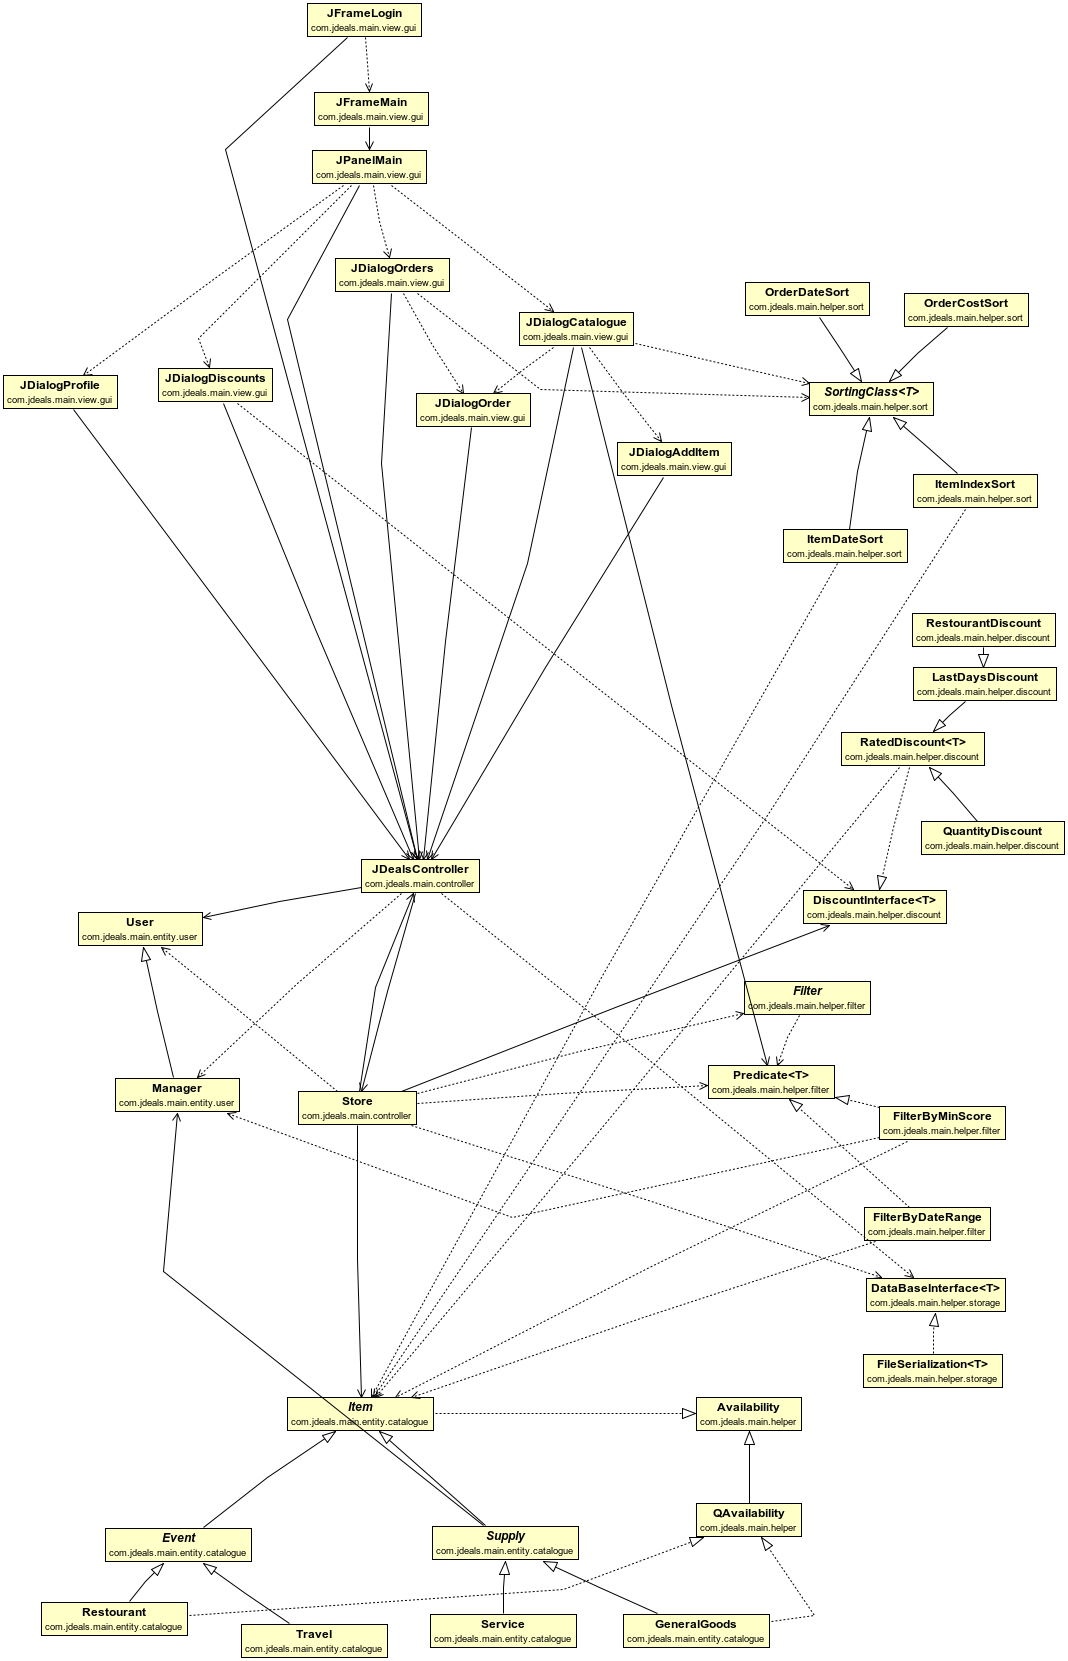 JFrameLogin
com.jdeals.main.view.gui
JFrameMain
com.jdeals.main.view.gui
JPanelMain
com.jdeals.main.view.gui
JDialogOrders
com.jdeals.main.view.gui
OrderDateSort
com.jdeals.main.helper.sort
OrderCostSort
com.jdeals.main.helper.sort
JDialogCatalogue
com.jdeals.main.view.gui
JDialogProfile
com.jdeals.main.view.gui
JDialogDiscounts
com.jdeals.main.view.gui
JDialogOrder
com.jdeals.main.view.gui
SortingClass<T>
com.jdeals.main.helper.sort
JDialogAddItem
com.jdeals.main.view.gui
ItemIndexSort
com.jdeals.main.helper.sort
ItemDateSort
com.jdeals.main.helper.sort
RestourantDiscount
com.jdeals.main.helper.discount
LastDaysDiscount
com.jdeals.main.helper.discount
RatedDiscount<T>
com.jdeals.main.helper.discount
QuantityDiscount
com.jdeals.main.helper.discount
JDealsController
com.jdeals.main.controller
DiscountInterface<T>
com.jdeals.main.helper.discount
User
com.jdeals.main.entity.user
Filter
com.jdeals.main.helper.filter
Predicate<T>
com.jdeals.main.helper.filter
Manager
com.jdeals.main.entity.user
Store
com.jdeals.main.controller
FilterByMinScore
com.jdeals.main.helper.filter
FilterByDateRange
com.jdeals.main.helper.filter
DataBaseInterface<T>
com.jdeals.main.helper.storage
FileSerialization<T>
com.jdeals.main.helper.storage
Item
com.jdeals.main.entity.catalogue
Availability
com.jdeals.main.helper
QAvailability
com.jdeals.main.helper
Event
com.jdeals.main.entity.catalogue
Supply
com.jdeals.main.entity.catalogue
Restourant
com.jdeals.main.entity.catalogue
Travel
com.jdeals.main.entity.catalogue
Service
com.jdeals.main.entity.catalogue
GeneralGoods
com.jdeals.main.entity.catalogue